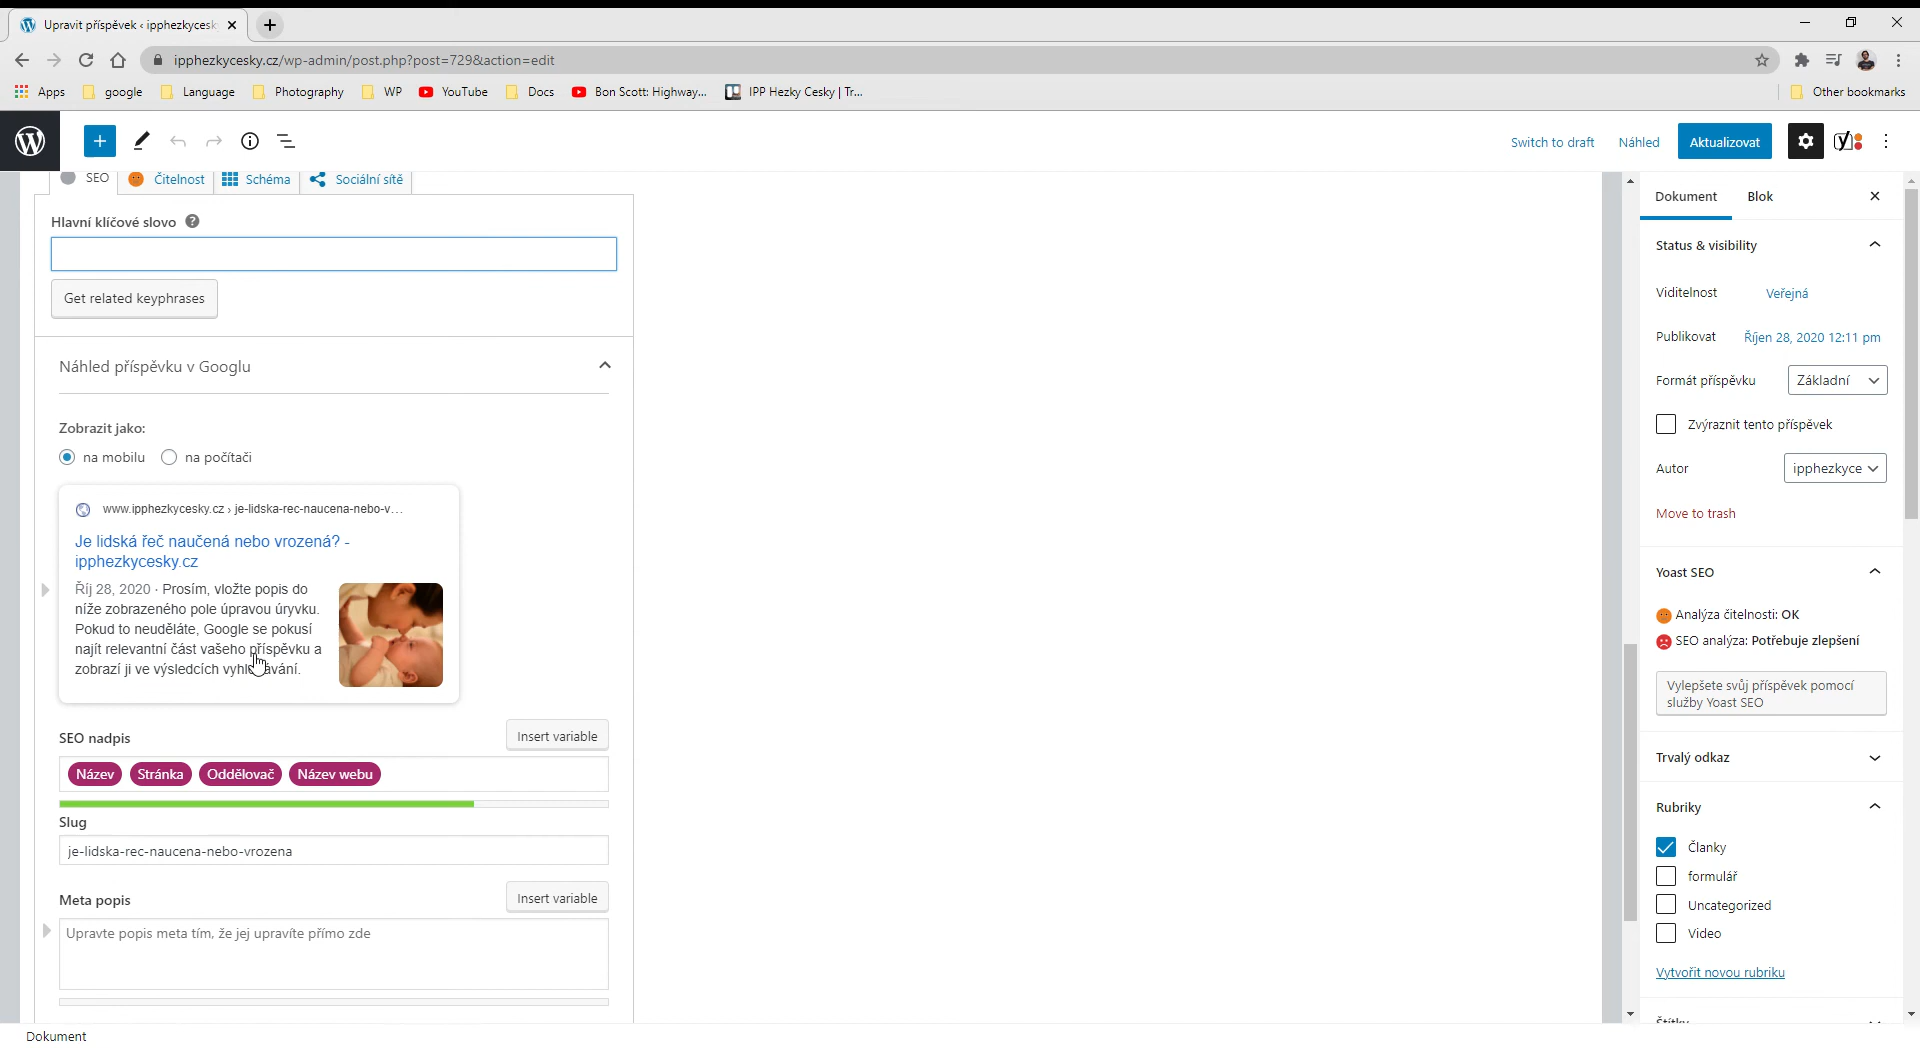 Upravit příspěvek ‹ ipphezkycesk
ipphezkycesky.cz/wp-admin/post.php?post=729&action=edit
Apps
google
Language
Photography
WP
YouTube
Docs
Bon Scott: Highway...
IPP Hezky Cesky | Tr...
Other bookmarks
Switch to draft
Náhled
Aktualizovat
SEO
Čitelnost
Schéma
Sociální sítě
Hlavní klíčové slovo
Get related keyphrases
Náhled příspěvku v Googlu
Zobrazit jako:
na mobilu
na počítači
www.ipphezkycesky.cz › je-lidska-rec-naucena-nebo-v...
Je lidská řeč naučená nebo vrozená? -
ipphezkycesky.cz
Říj 28, 2020 · Prosím, vložte popis do
níže zobrazeného pole úpravou úryvku.
Pokud to neuděláte, Google se pokusí
najít relevantní část vašeho příspěvku a
zobrazí ji ve výsledcích vyhledávání.
SEO nadpis
Insert variable
Název
Stránka
Oddělovač
Název webu
Slug
je-lidska-rec-naucena-nebo-vrozena
Meta popis
Insert variable
Upravte popis meta tím, že jej upravíte přímo zde
Dokument
Dokument
Blok
Status & visibility
Viditelnost
Veřejná
Publikovat
Říjen 28, 2020 12:11 pm
Formát příspěvku
Základní
Zvýraznit tento příspěvek
Autor
ipphezkyce
Move to trash
Yoast SEO
Analýza čitelnosti: OK
SEO analýza: Potřebuje zlepšení
Vylepšete svůj příspěvek pomocí
služby Yoast SEO
Trvalý odkaz
Rubriky
Články
formulář
Uncategorized
Video
Vytvořit novou rubriku
Štítky